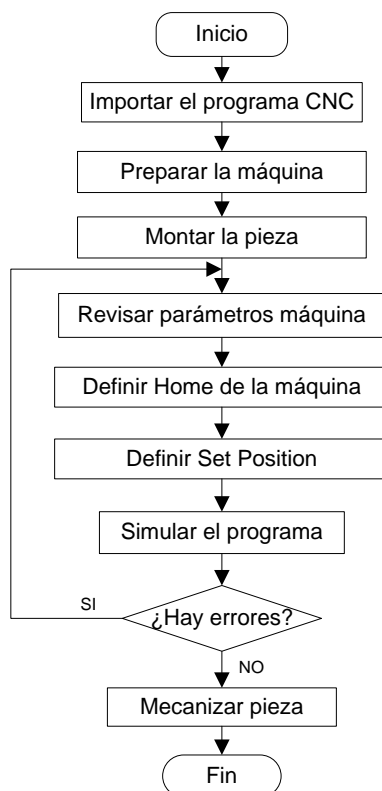 Inicio
Importar el programa CNC
Preparar la máquina
Montar la pieza
Revisar parámetros máquina
Definir Home de la máquina
Definir Set Position
Simular el programa
¿Hay errores?
SI
NO
Mecanizar pieza
Fin